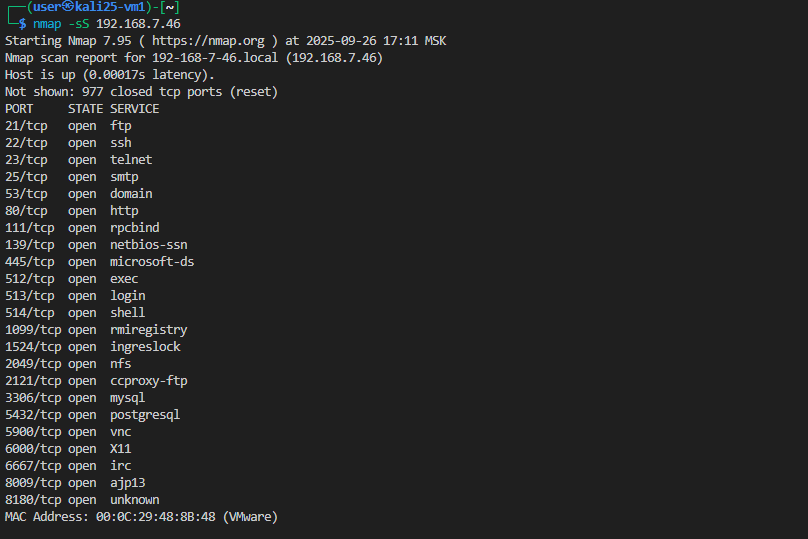 ┌──(user㉿kali25-vm1)-[~]
└─$ nmap -sS 192.168.7.46
Starting Nmap 7.95 ( https://nmap.org ) at 2025-09-26 17:11 MSK
Nmap scan report for 192-168-7-46.local (192.168.7.46)
Host is up (0.00017s latency).
Not shown: 977 closed tcp ports (reset)
PORT     STATE SERVICE
21/tcp   open  ftp
22/tcp   open  ssh
23/tcp   open  telnet
25/tcp   open  smtp
53/tcp   open  domain
80/tcp   open  http
111/tcp  open  rpcbind
139/tcp  open  netbios-ssn
445/tcp  open  microsoft-ds
512/tcp  open  exec
513/tcp  open  login
514/tcp  open  shell
1099/tcp open  rmiregistry
1524/tcp open  ingreslock
2049/tcp open  nfs
2121/tcp open  ccproxy-ftp
3306/tcp open  mysql
5432/tcp open  postgresql
5900/tcp open  vnc
6000/tcp open  X11
6667/tcp open  irc
8009/tcp open  ajp13
8180/tcp open  unknown
MAC Address: 00:0C:29:48:8B:48 (VMware)